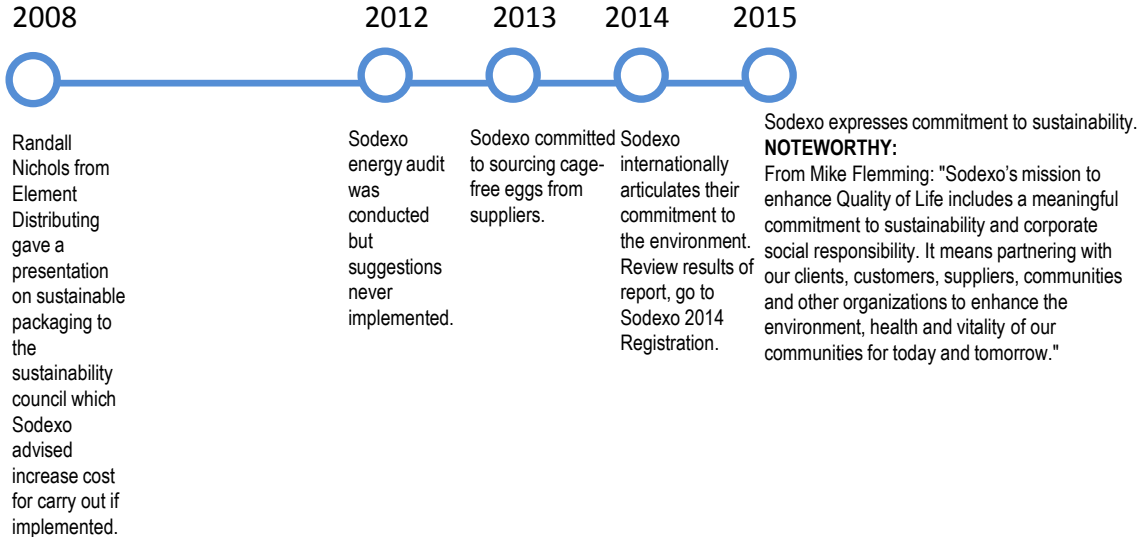 2008
2012
2013
2014
2015
Randall
Nichols from
Element
Distributing
gave a
presentation
on sustainable
packaging to
the
sustainability
council which
Sodexo
advised
increase cost
for carry out if
implemented.
Sodexo
energy audit
was
conducted
but
suggestions
never
implemented.
Sodexo committed
to sourcing cage-
free eggs from
suppliers.
Sodexo
internationally
articulates their
commitment to
the environment.
Review results of
report, go to
Sodexo 2014
Registration.
Sodexo expresses commitment to sustainability.
NOTEWORTHY:
From Mike Flemming: "Sodexo’s mission to
enhance Quality of Life includes a meaningful
commitment to sustainability and corporate
social responsibility. It means partnering with
our clients, customers, suppliers, communities
and other organizations to enhance the
environment, health and vitality of our
communities for today and tomorrow."